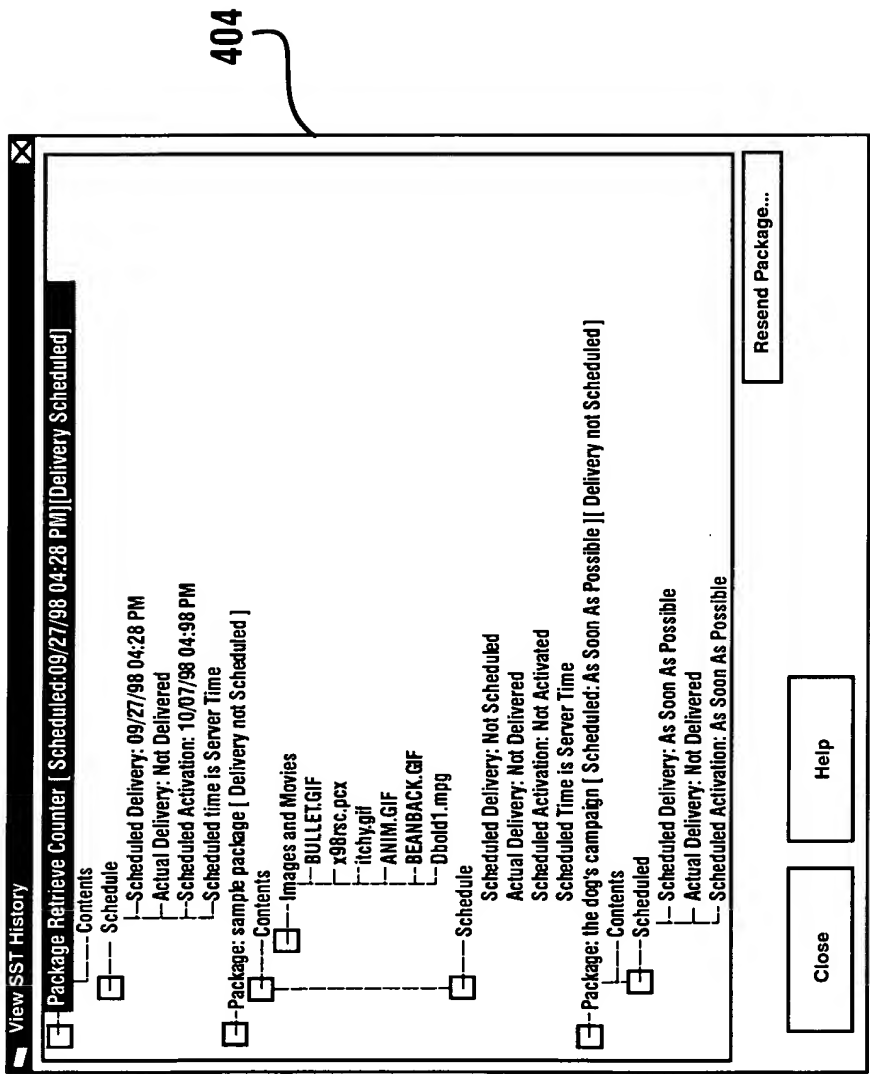 View SST History
Package Retrieve Counter [ Scheduled:09/27/98 04:28 PM][Delivery Scheduled]
Contents
Schedule
Scheduled Delivery: 09/27/98 04:28 PM
Actual Delivery: Not Delivered
Scheduled Activation: 10/07/98 04:98 PM
Scheduled time is Server Time
Package: sample package [ Delivery not Scheduled ]
Contents
Images and Movies
BULLET.GIF
x98rsc.pcx
itchy.gif
ANIM.GIF
BEANBACK.GIF
Dbold1.mpg
Schedule
Scheduled Delivery: Not Scheduled
Actual Delivery: Not Delivered
Scheduled Activation: Not Activated
Scheduled Time is Server Time
Package: the dog's campaign [ Scheduled: As Soon As Possible ][ Delivery not Scheduled ]
Contents
Scheduled
Scheduled Delivery: As Soon As Possible
Actual Delivery: Not Delivered
Scheduled Activation: As Soon As Possible
Resend Package...
Close
Help
404